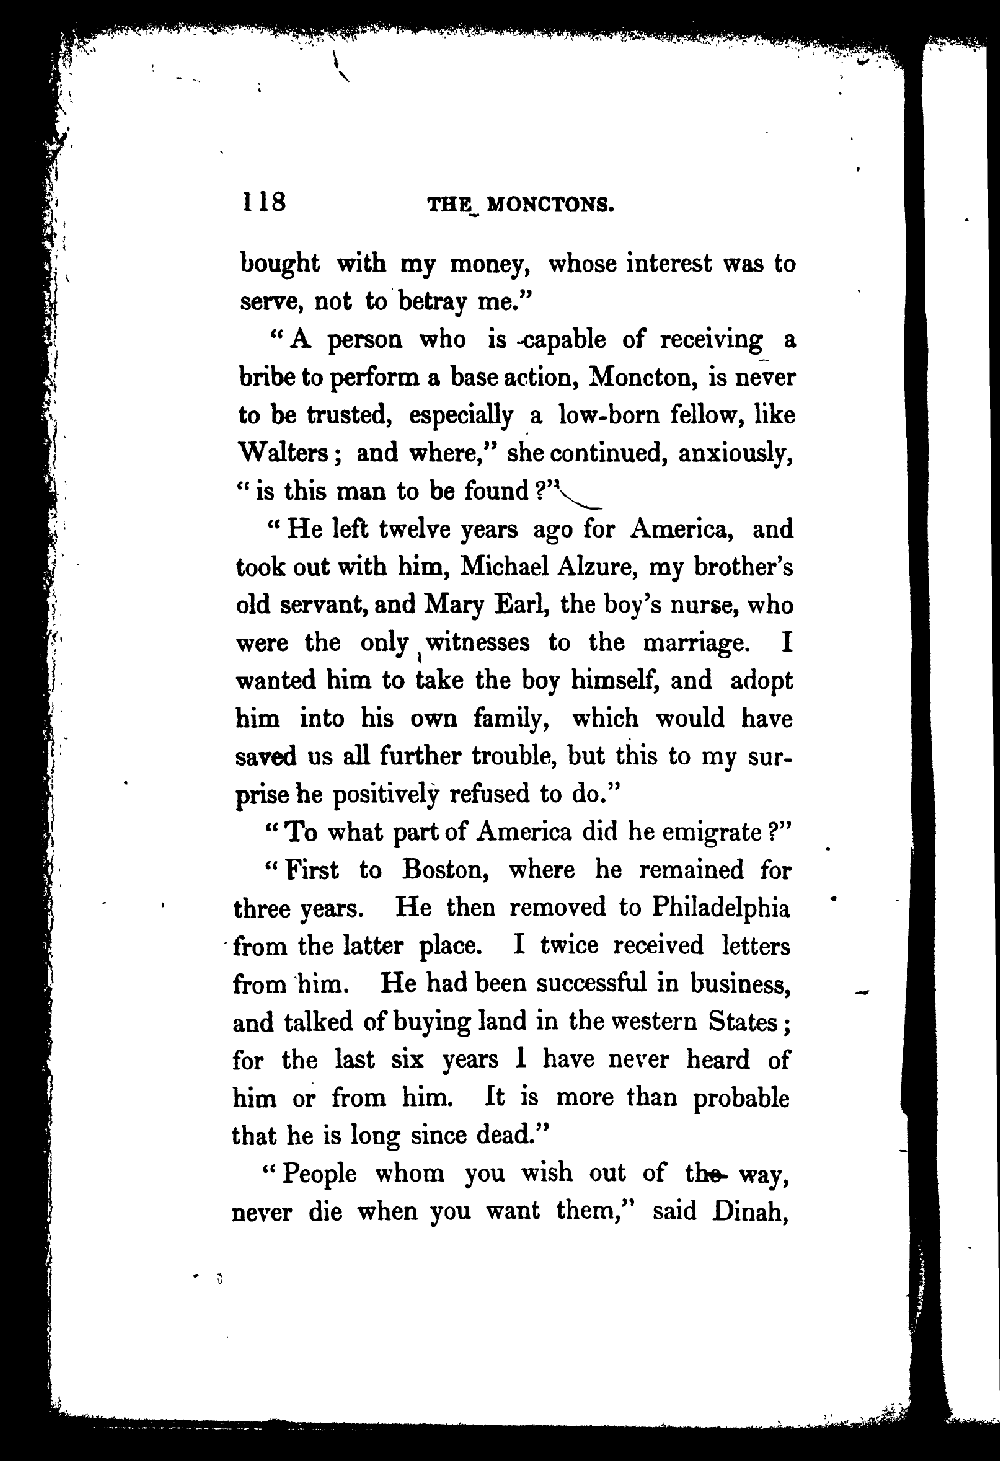 118 THE MONCTONS.
bought with my money, whose interest was to
serve, not to betray me.”
“A person who is capable of receiving a
bribe to perform a base action, Moncton, is never
to be trusted, especially a low-born fellow, like
Walters; and where,” she continued, anxiously,
“is this man to be found?”
“He left twelve years ago for America, and
took out with him, Michael Alzure, my brother’s
old servant, and Mary Earl, the boy’s nurse, who
were the only witnesses to the marriage. I
wanted him to take the boy himself, and adopt
him into his own family, which would have
saved us all further trouble, but this to my sur-
prise he positively refused to do.”
“To what part of America did he emigrate?”
“First to Boston, where he remained for
three years. He then removed to Philadelphia
from the latter place. I twice received letters
from him. He had been successful in business,
and talked of buying land in the western States;
for the last six years I have never heard of
him or from him. It is more than probable
that he is long since dead.”
“People whom you wish out of the way,
never die when you want them,” said Dinah,